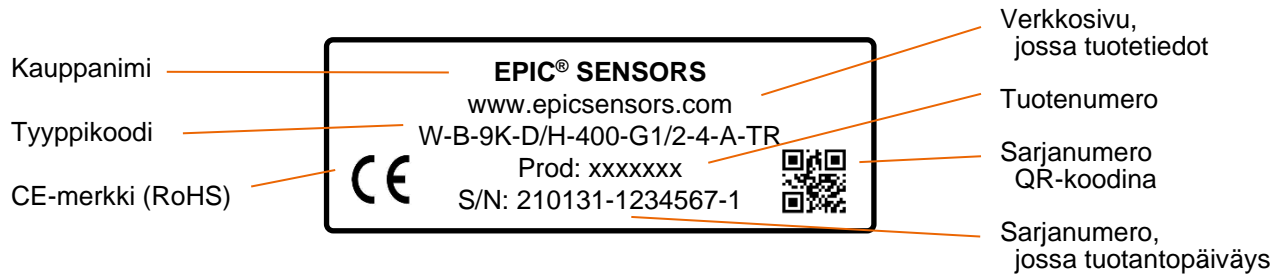 Kauppanimi
Tyyppikoodi
CE-merkki (RoHS)
EPIC® SENSORS
www.epicsensors.com
W-B-9K-D/H-400-G1/2-4-A-TR
Prod: xxxxxxx
S/N: 210131-1234567-1
CE
Verkkosivu,
jossa tuotetiedot
Tuotenumero
Sarjanumero
QR-koodina
Sarjanumero,
jossa tuotantopäiväys